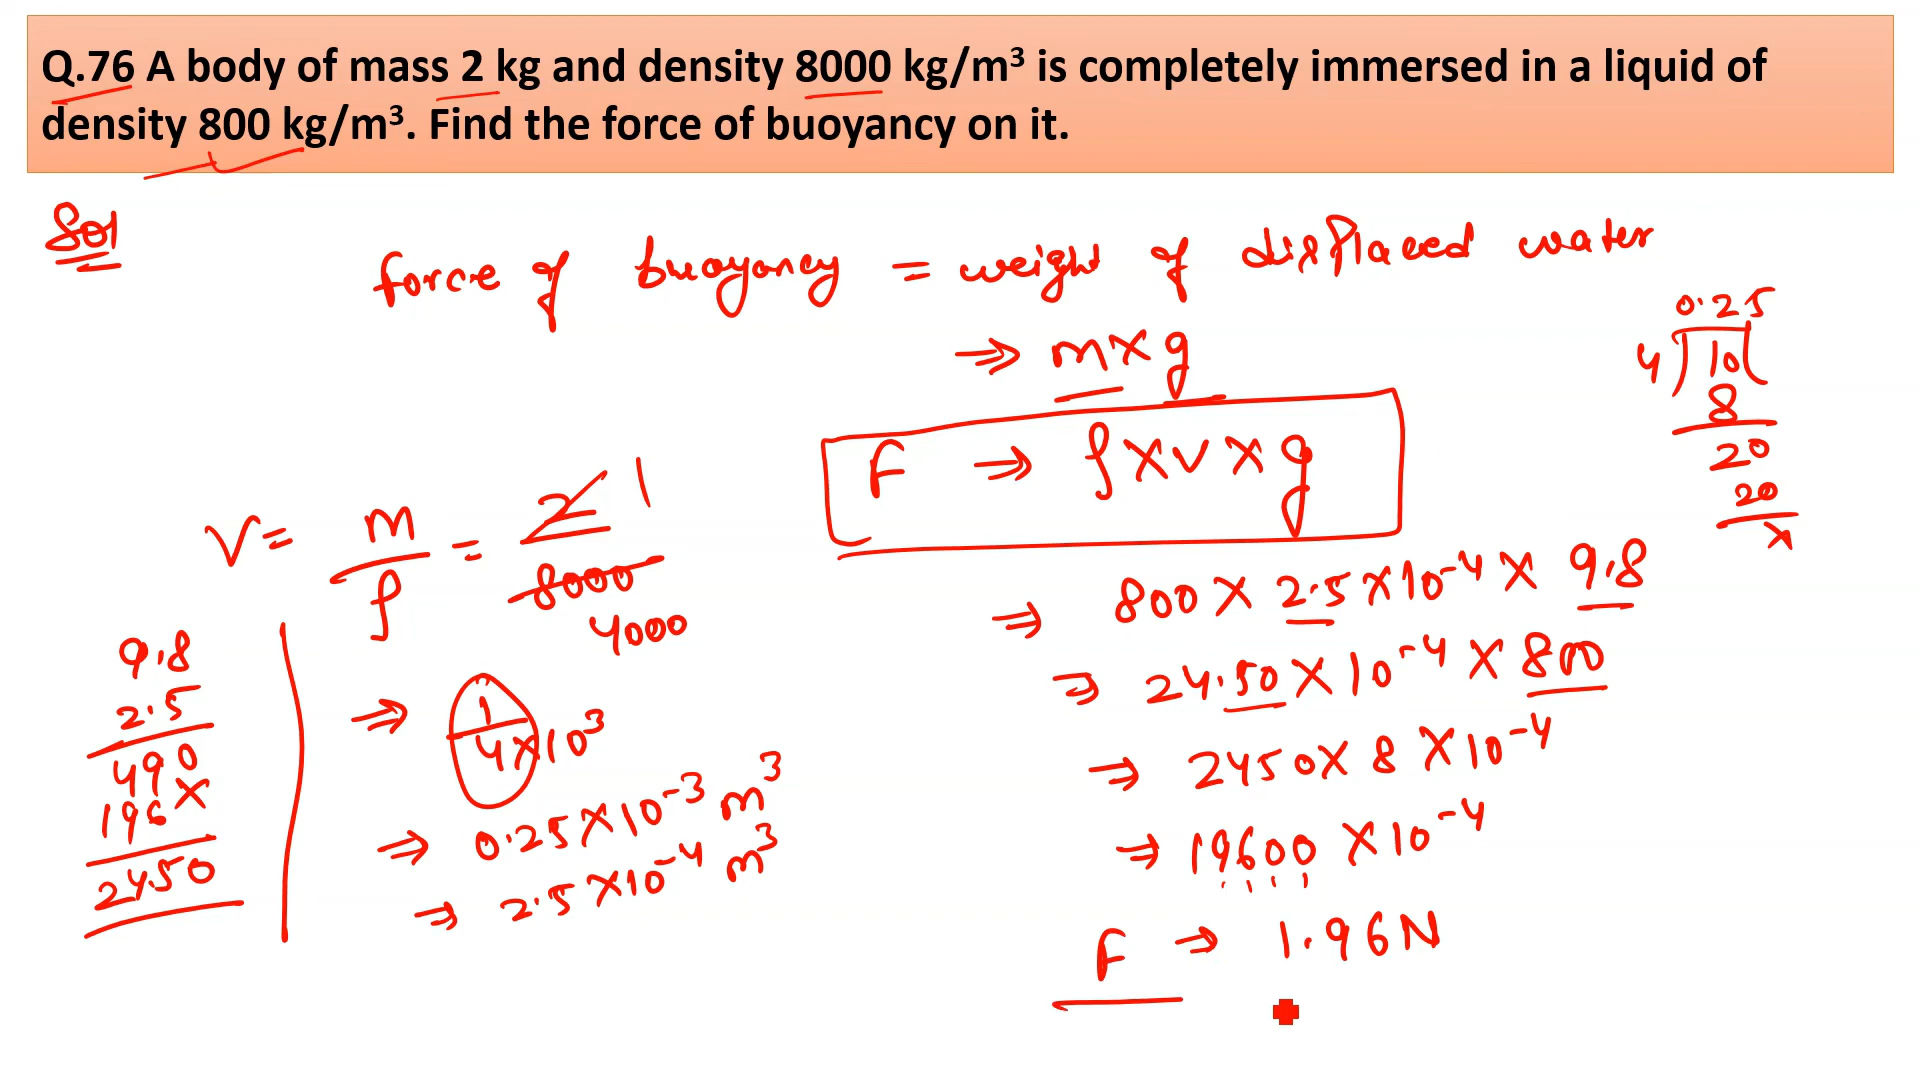 Q.76 A body of mass 2 kg and density 8000 kg/m³ is completely immersed in a liquid of
density 800 kg/m³. Find the force of buoyancy on it.
Sol
force of buoyancy = weight of displaced water
⇒ m × g
F ⇒ ρ × v × g
V = m/ρ = 2/8000 1
4000
⇒ 1/4×10³
⇒ 0.25 × 10⁻³ m³
⇒ 2.5 × 10⁻⁴ m³
9.8
2.5
490
196×
24.50
0.25
4)10(
8
20
20
×
⇒ 800 × 2.5 × 10⁻⁴ × 9.8
⇒ 24.50 × 10⁻⁴ × 800
⇒ 2450 × 8 × 10⁻⁴
⇒ 19600 × 10⁻⁴
F → 1.96 N